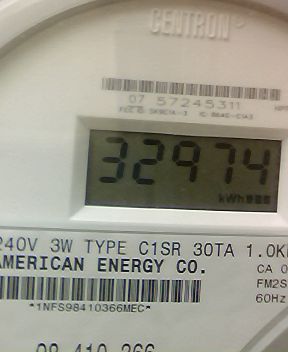 CENTRON
07 57245311
32974
kWh
240V 3W TYPE C1SR 30TA 1.0K
AMERICAN ENERGY CO.
CA 0
FM2S
60Hz
*1NFS98410366MEC*